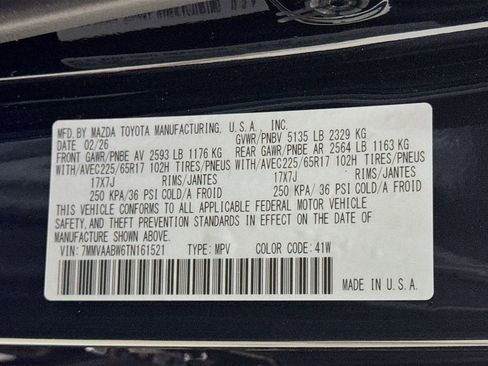 MFD.BY MAZDA TOYOTA MANUFACTURING, U.S.A., INC.
DATE 02/26 GVWR/PNBV 5135 LB 2329 KG
FRONT GAWR/PNBE AV 2593 LB 1176 KG REAR GAWR/PNBE AR 2564 LB 1163 KG
WITH/AVEC225/65R17 102H TIRES/PNEUS WITH/AVEC225/65R17 102H TIRES/PNEUS
17X7J RIMS/JANTES 17X7J RIMS/JANTES
250 KPA/36 PSI COLD/A FROID 250 KPA/36 PSI COLD/A FROID
THIS VEHICLE CONFORMS TO ALL APPLICABLE FEDERAL MOTOR VEHICLE
SAFETY,AND THEFT PREVENTION STANDARDS IN EFFECT ON THE DATE OF
MANUFACTURE SHOWN ABOVE.
VIN: 7MMVAABW6TN161521 TYPE: MPV COLOR CODE: 41W
MADE IN U.S.A.